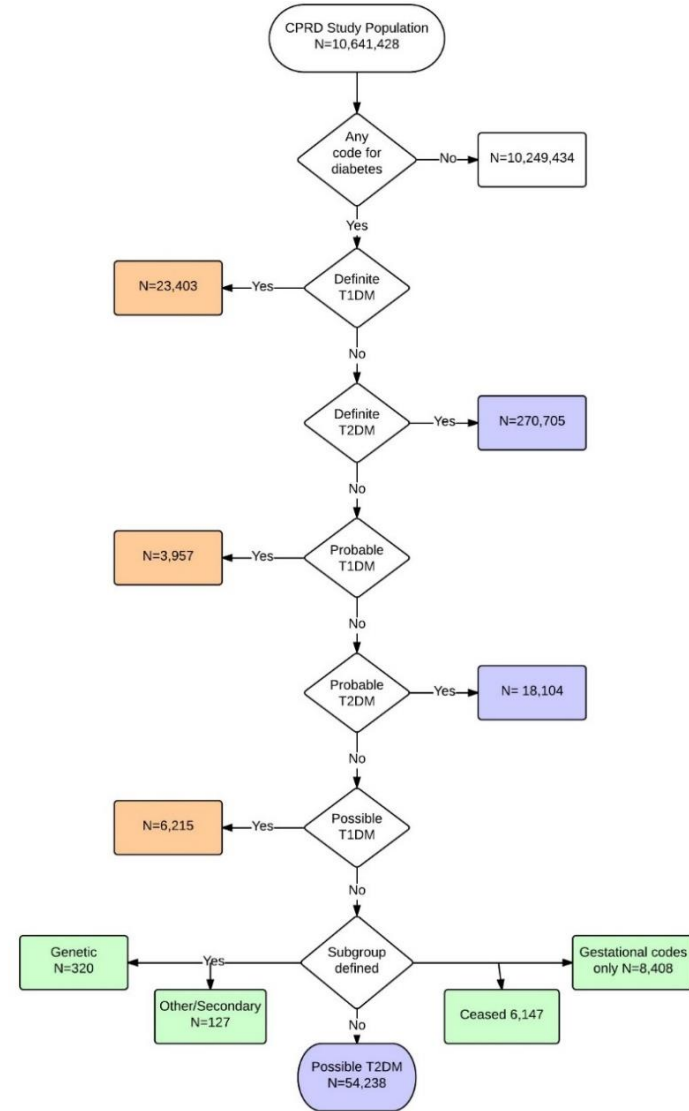 CPRD Study Population
N=10,641,428
Any
code for
diabetes
No
N=10,249,434
Yes
Definite
T1DM
Yes
N=23,403
No
Definite
T2DM
Yes
N=270,705
No
Probable
T1DM
Yes
N=3,957
No
Probable
T2DM
Yes
N= 18,104
No
Possible
T1DM
Yes
N=6,215
No
Subgroup
defined
Yes
Genetic
N=320
Other/Secondary
N=127
Gestational codes
only N=8,408
Ceased 6,147
No
Possible T2DM
N=54,238